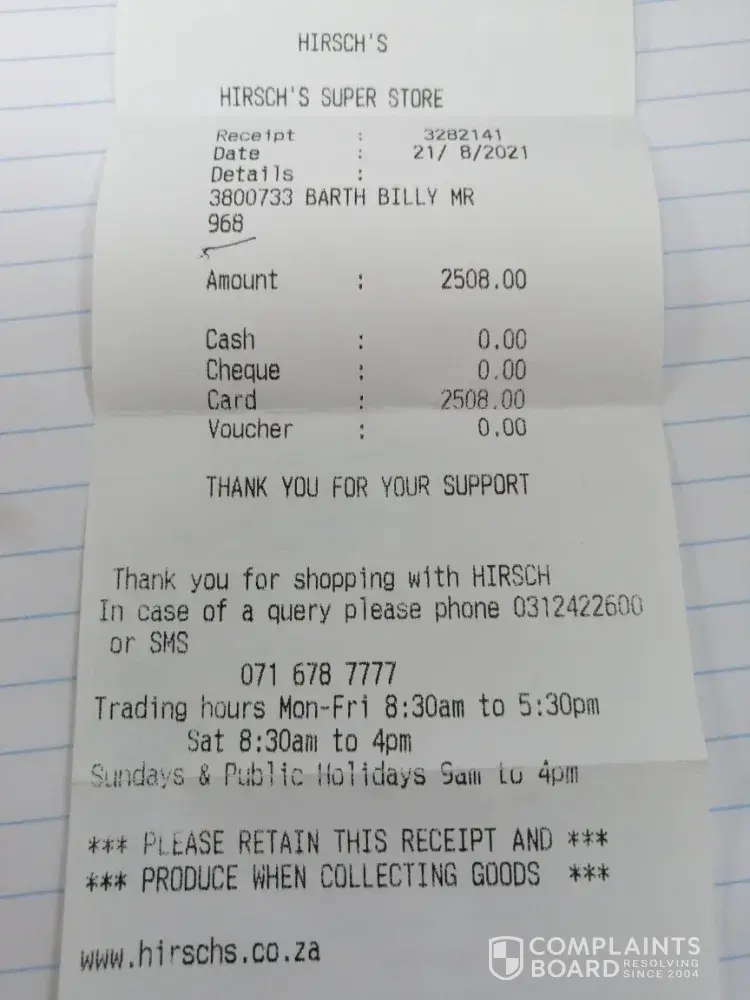 HIRSCH'S
HIRSCH'S SUPER STORE
Receipt : 3282141
Date : 21/ 8/2021
Details :
3800733 BARTH BILLY MR
968
Amount : 2508.00
Cash : 0.00
Cheque : 0.00
Card : 2508.00
Voucher : 0.00
THANK YOU FOR YOUR SUPPORT
Thank you for shopping with HIRSCH
In case of a query please phone 0312422600
or SMS
071 678 7777
Trading hours Mon-Fri 8:30am to 5:30pm
Sat 8:30am to 4pm
Sundays & Public Holidays 9am to 4pm
*** PLEASE RETAIN THIS RECEIPT AND ***
*** PRODUCE WHEN COLLECTING GOODS ***
www.hirschs.co.za
COMPLAINTS
BOARD RESOLVING
SINCE 2004